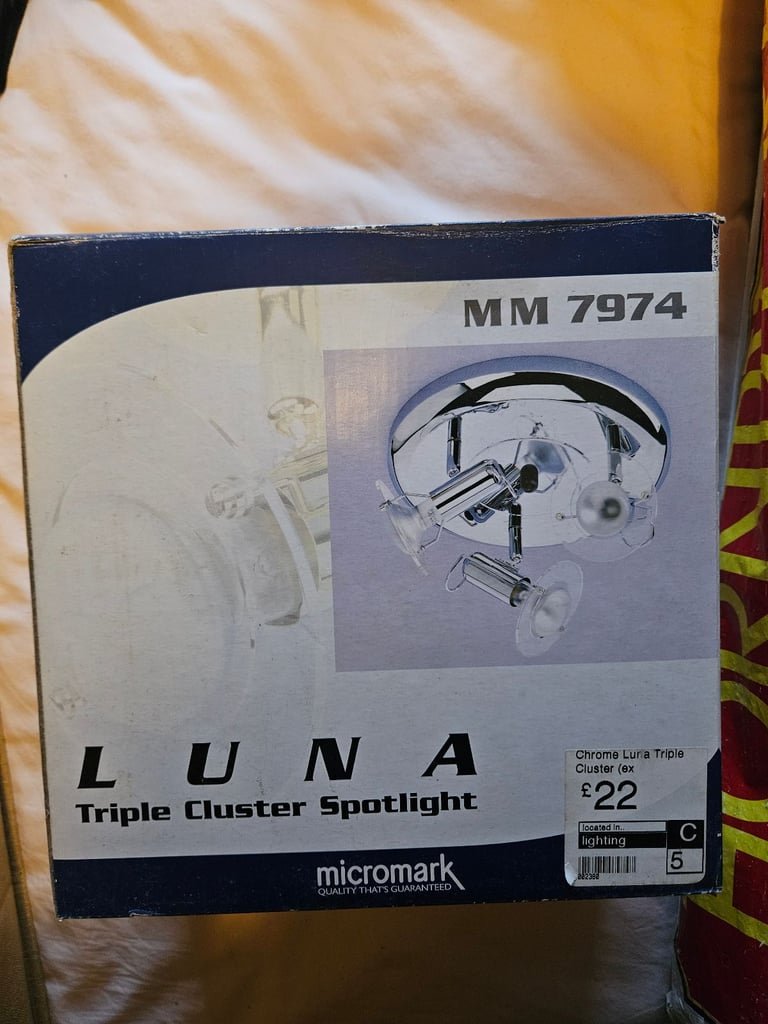 MM 7974
LUNA
Triple Cluster Spotlight
micromark
QUALITY THAT'S GUARANTEED
Chrome Luna Triple
Cluster (ex
£22
located in..
lighting
C
5
002360